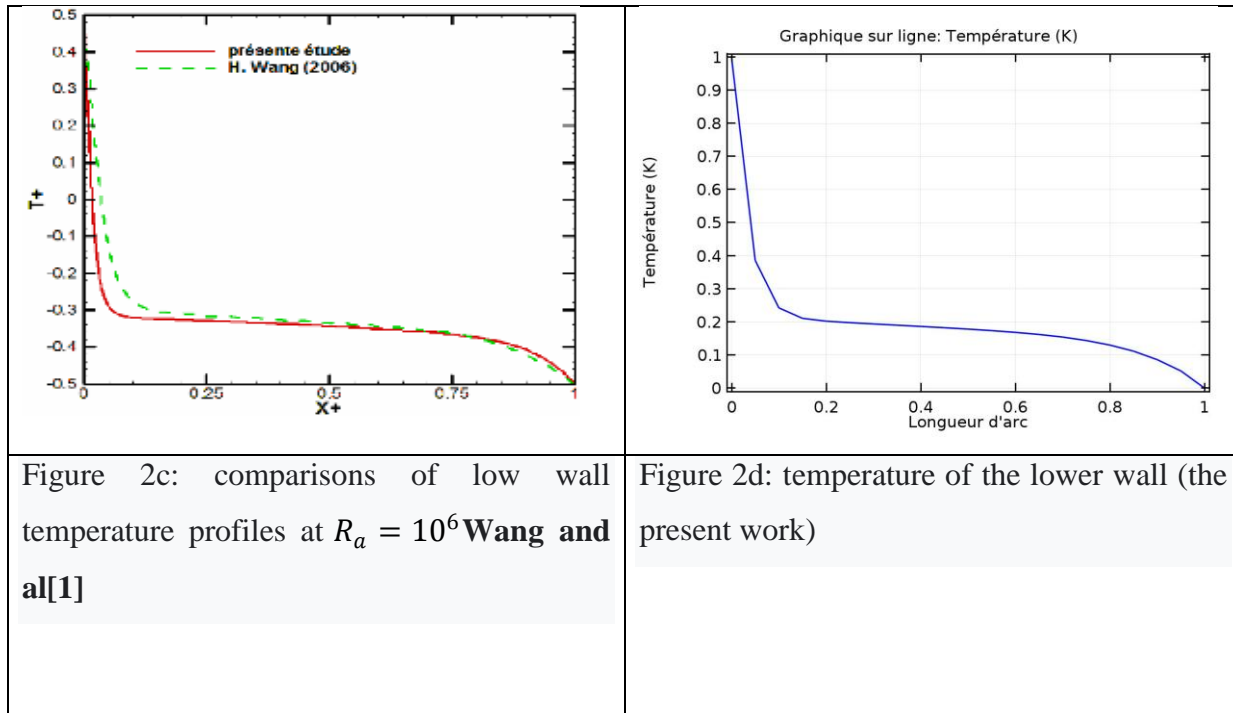 0.5
0.4
0.3
0.2
0.1
0
-0.1
-0.2
-0.3
-0.4
-0.5
T+
présente étude
H. Wang (2006)
0 0.25 0.5 0.75 1
X+
Graphique sur ligne: Température (K)
1
0.9
0.8
0.7
0.6
0.5
0.4
0.3
0.2
0.1
0
Température (K)
0 0.2 0.4 0.6 0.8 1
Longueur d'arc
Figure 2c: comparisons of low wall
temperature profiles at Rₐ = 10⁶ Wang and
al[1]
Figure 2d: temperature of the lower wall (the
present work)